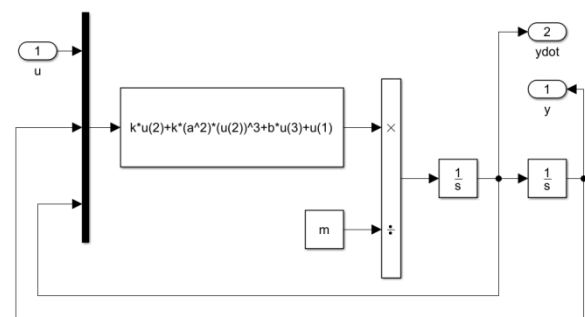 1
u
k*u(2)+k*(a^2)*(u(2))^3+b*u(3)+u(1)
m
×
÷
1
s
1
s
2
ydot
1
y